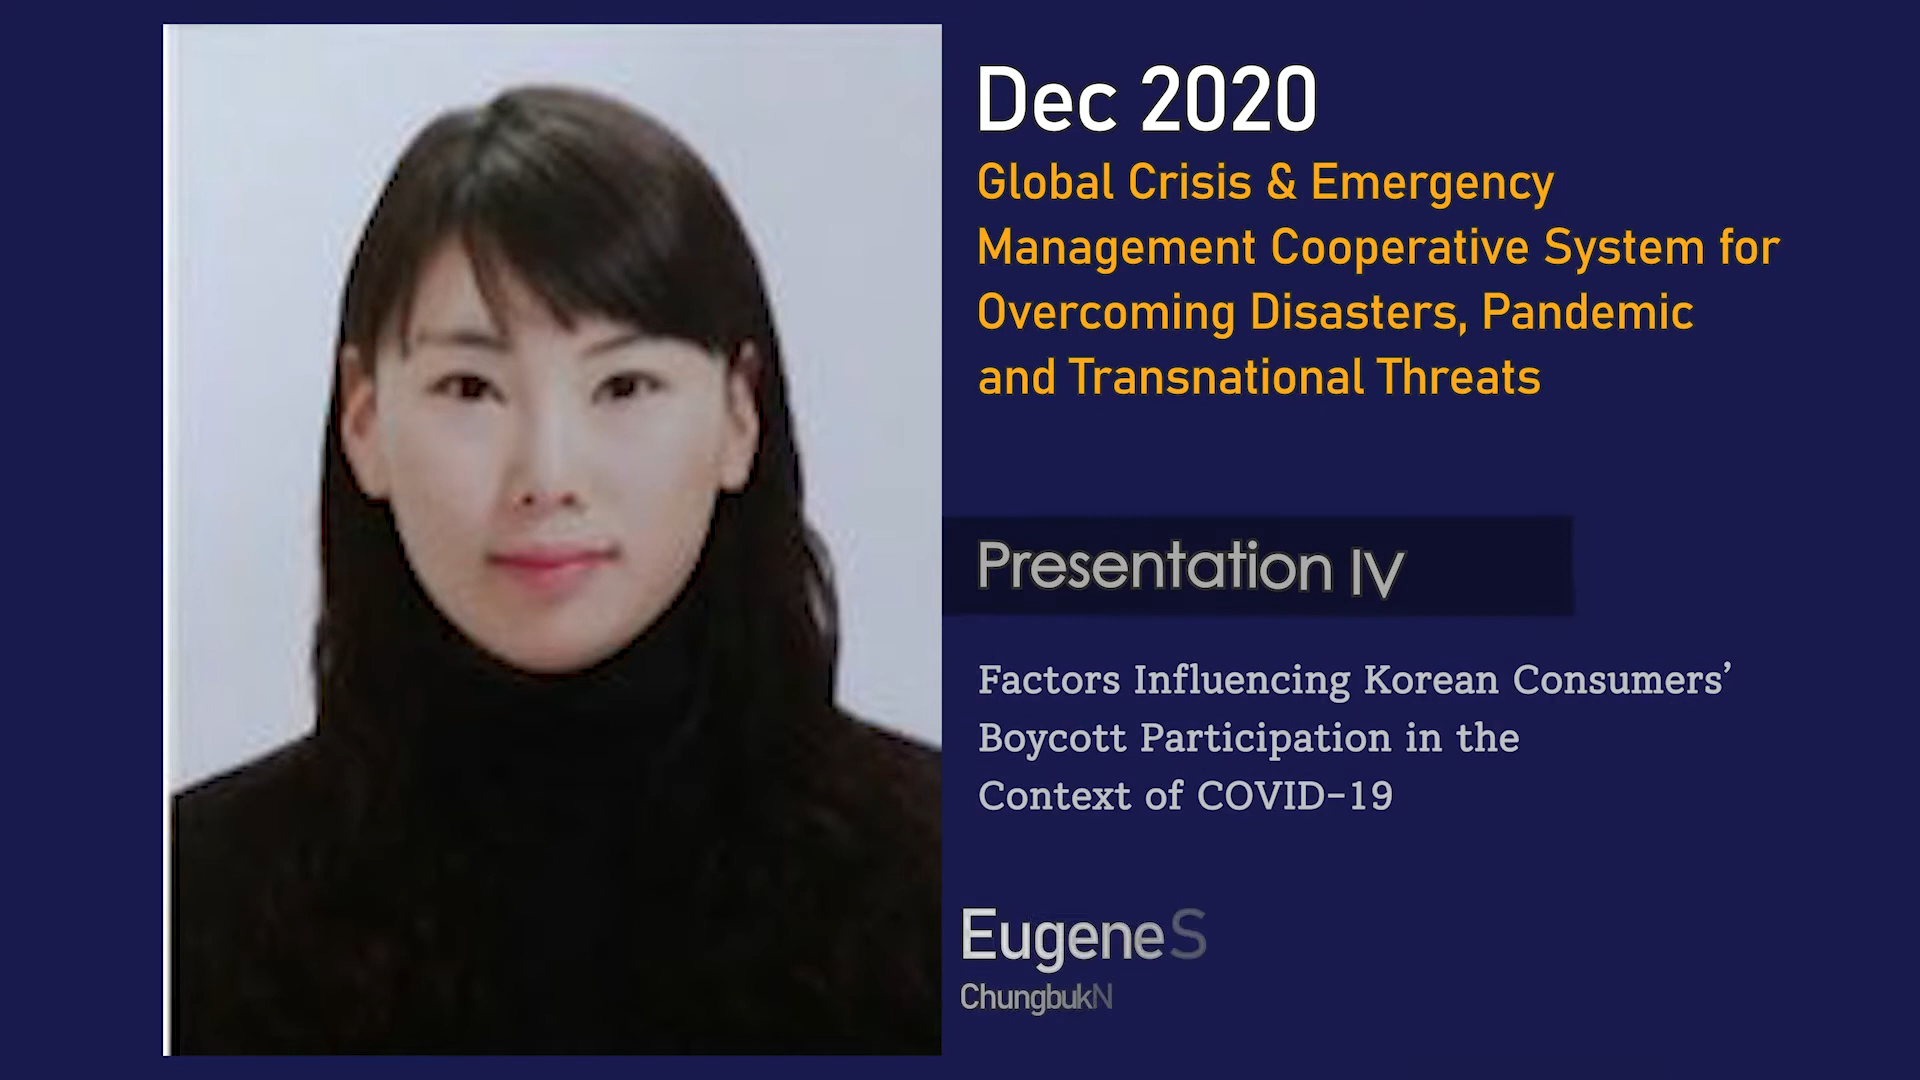 Dec 2020
Global Crisis & Emergency
Management Cooperative System for
Overcoming Disasters, Pandemic
and Transnational Threats
Presentation IV
Factors Influencing Korean Consumers’
Boycott Participation in the
Context of COVID-19
Eugene S
ChungbukN